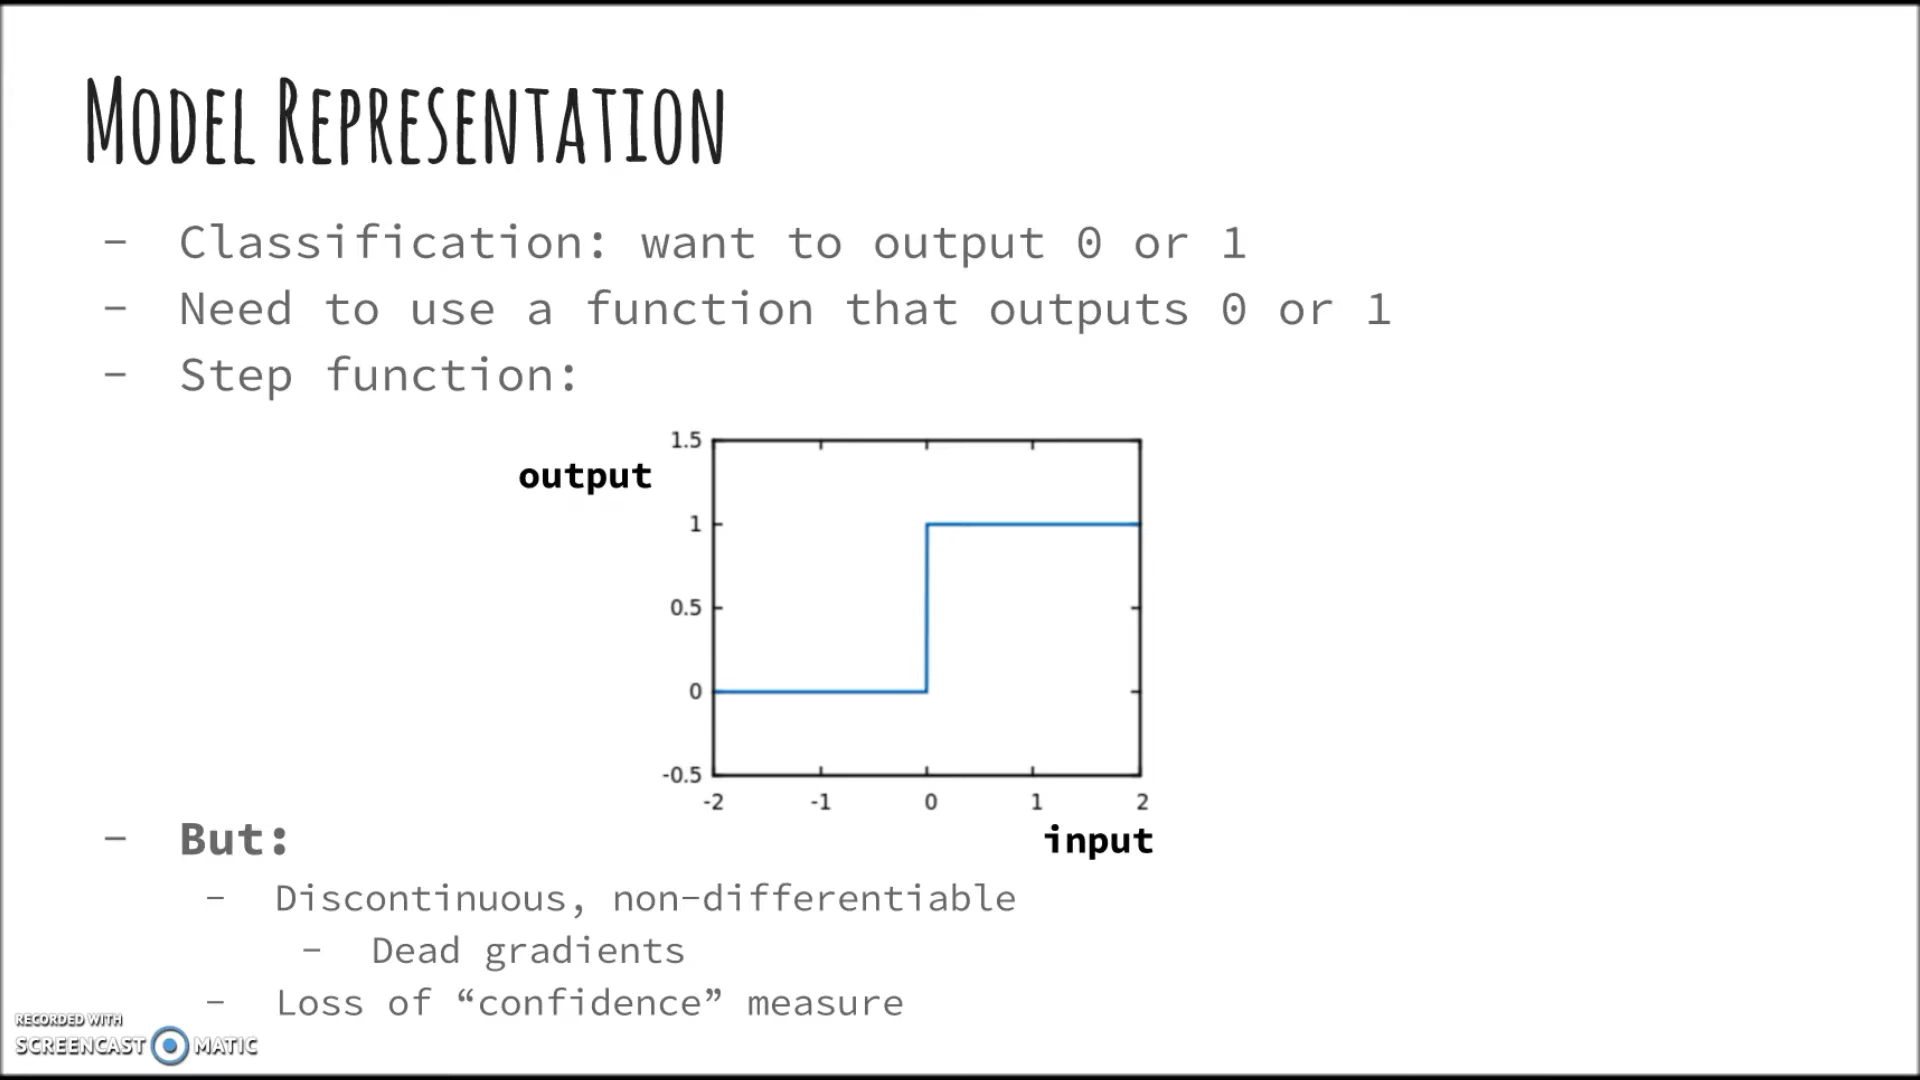 Model Representation
- Classification: want to output 0 or 1
- Need to use a function that outputs 0 or 1
- Step function:
output
1.5
1
0.5
0
-0.5
-2 -1 0 1 2
input
- But:
- Discontinuous, non-differentiable
- Dead gradients
- Loss of “confidence” measure
RECORDED WITH
SCREENCAST MATIC